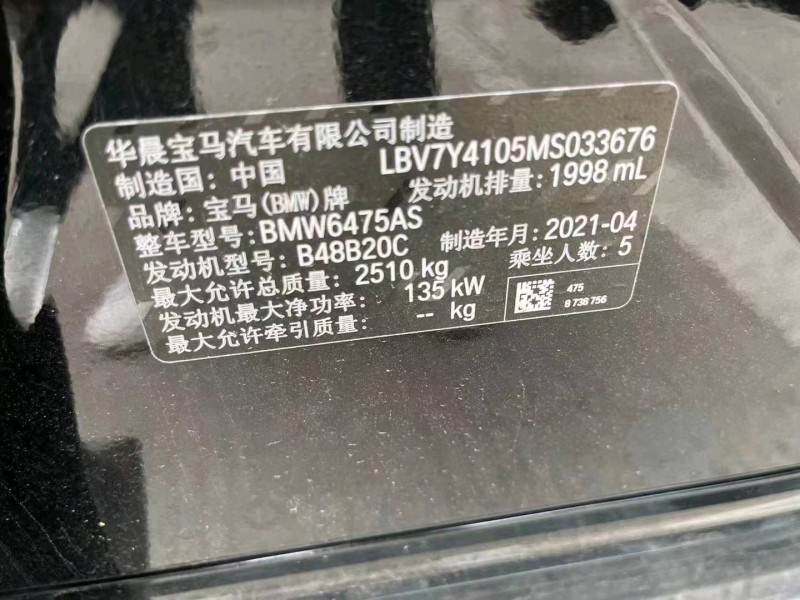 华晨宝马汽车有限公司制造
制造国: 中国 LBV7Y4105MS033676
品牌: 宝马(BMW)牌 发动机排量: 1998 mL
整车型号: BMW6475AS
发动机型号: B48B20C 制造年月: 2021-04
最大允许总质量: 2510 kg 乘坐人数: 5
发动机最大净功率: 135 kW
最大允许牵引质量: -- kg
475
8 738 756